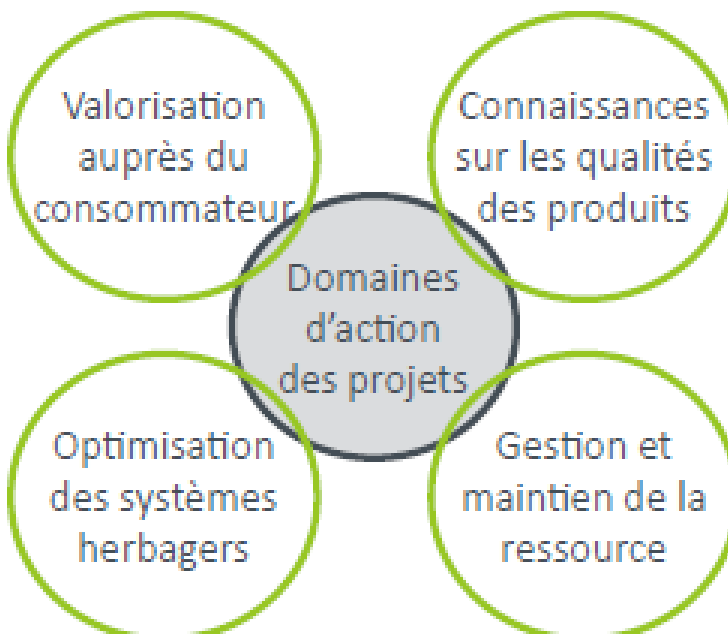 Valorisation
auprès du
consommateur
Connaissances
sur les qualités
des produits
Domaines
d'action
des projets
Optimisation
des systèmes
herbagers
Gestion et
maintien de la
ressource